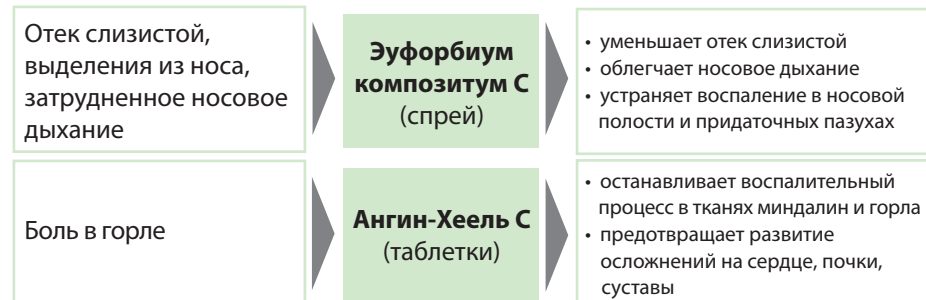 Отек слизистой,
выделения из носа,
затрудненное носовое
дыхание
Эуфорбиум
композитум С
(спрей)
• уменьшает отек слизистой
• облегчает носовое дыхание
• устраняет воспаление в носовой
полости и придаточных пазухах
Боль в горле
Ангин-Хеель С
(таблетки)
• останавливает воспалительный
процесс в тканях миндалин и горла
• предотвращает развитие
осложнений на сердце, почки,
суставы